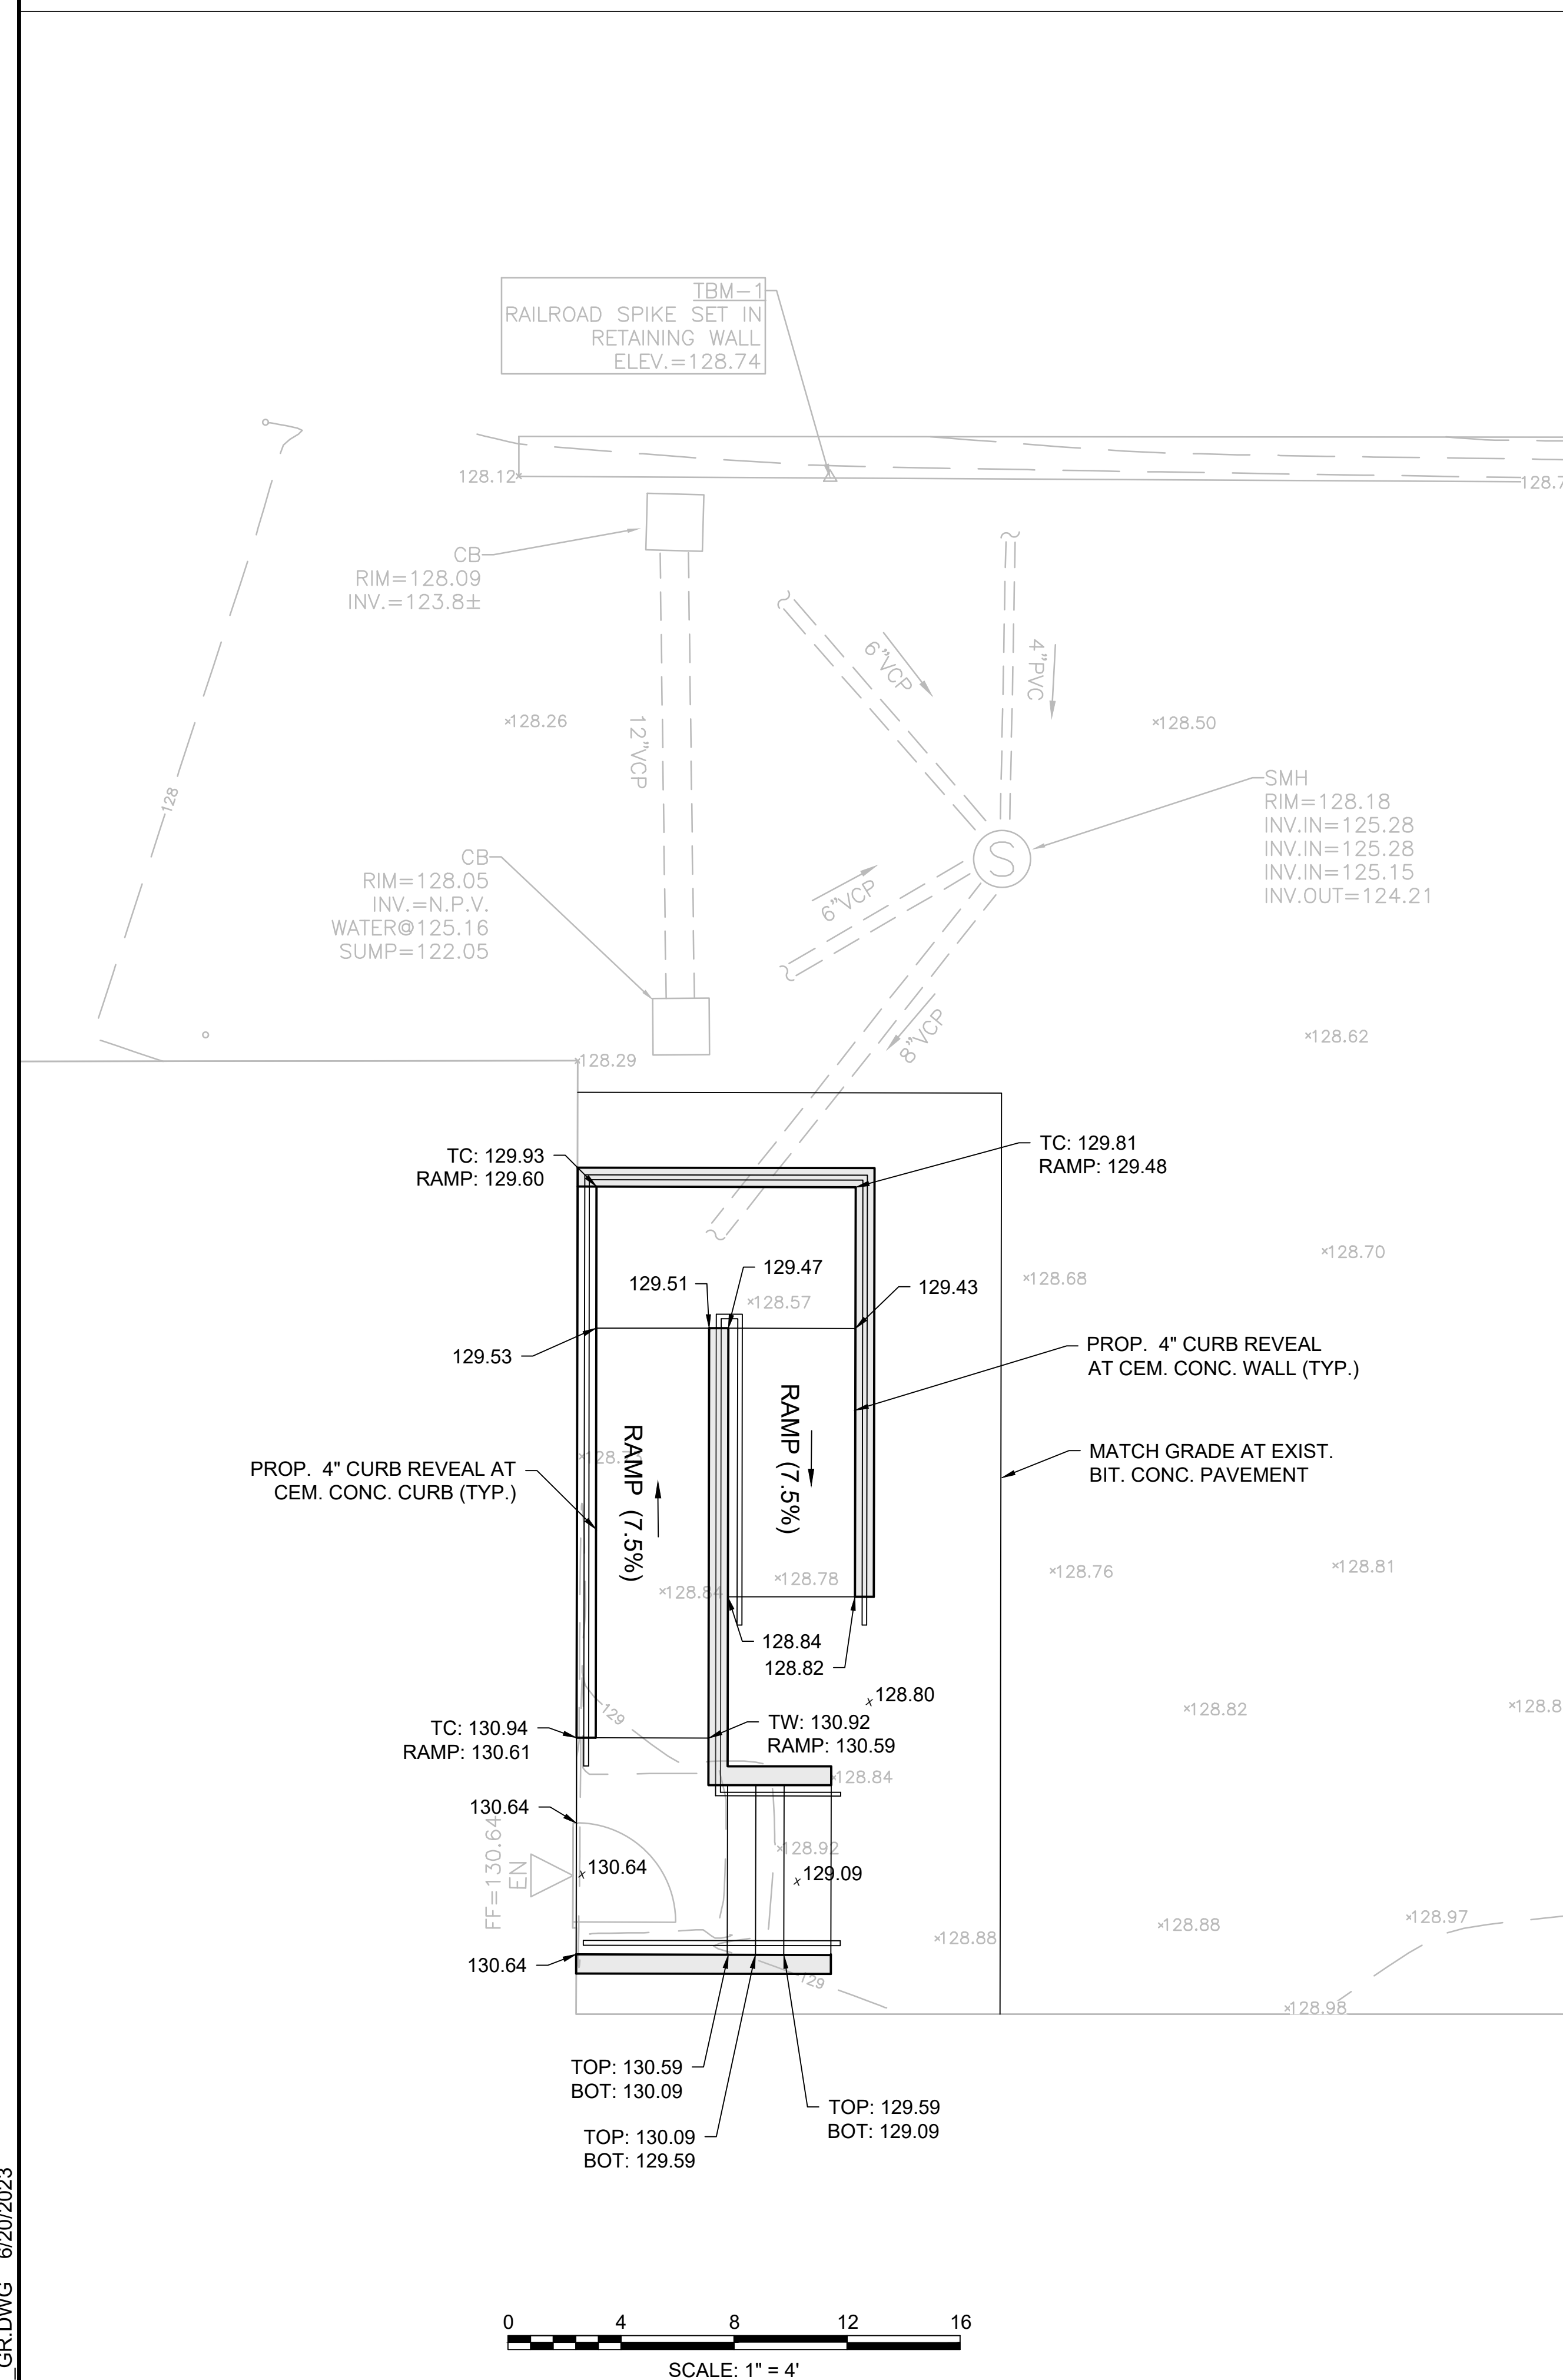 TBM-1
RAILROAD SPIKE SET IN
RETAINING WALL
ELEV.=128.74
128.12
CB
RIM=128.09
INV.=123.8±
12"VCP
6"VCP
4"PVC
128.26
128.50
128
SMH
RIM=128.18
INV.IN=125.28
INV.IN=125.28
INV.IN=125.15
INV.OUT=124.21
S
CB
RIM=128.05
INV.=N.P.V.
WATER@125.16
SUMP=122.05
6"VCP
8"VCP
128.62
128.29
TC: 129.93
RAMP: 129.60
TC: 129.81
RAMP: 129.48
128.70
128.68
129.47
129.51
129.43
128.57
129.53
PROP. 4" CURB REVEAL
AT CEM. CONC. WALL (TYP.)
RAMP (7.5%)
RAMP (7.5%)
MATCH GRADE AT EXIST.
BIT. CONC. PAVEMENT
PROP. 4" CURB REVEAL AT
CEM. CONC. CURB (TYP.)
128.84
128.78
128.76
128.81
128.84
128.82
128.80
128.82
129
TC: 130.94
RAMP: 130.61
TW: 130.92
RAMP: 130.59
128.84
130.64
FF=130.64
EN
130.64
128.92
129.09
128.88
128.88
128.97
130.64
129
128.98
TOP: 130.59
BOT: 130.09
TOP: 129.59
BOT: 129.09
TOP: 130.09
BOT: 129.59
GR.DWG 6/20/2023
0 4 8 12 16
SCALE: 1" = 4'